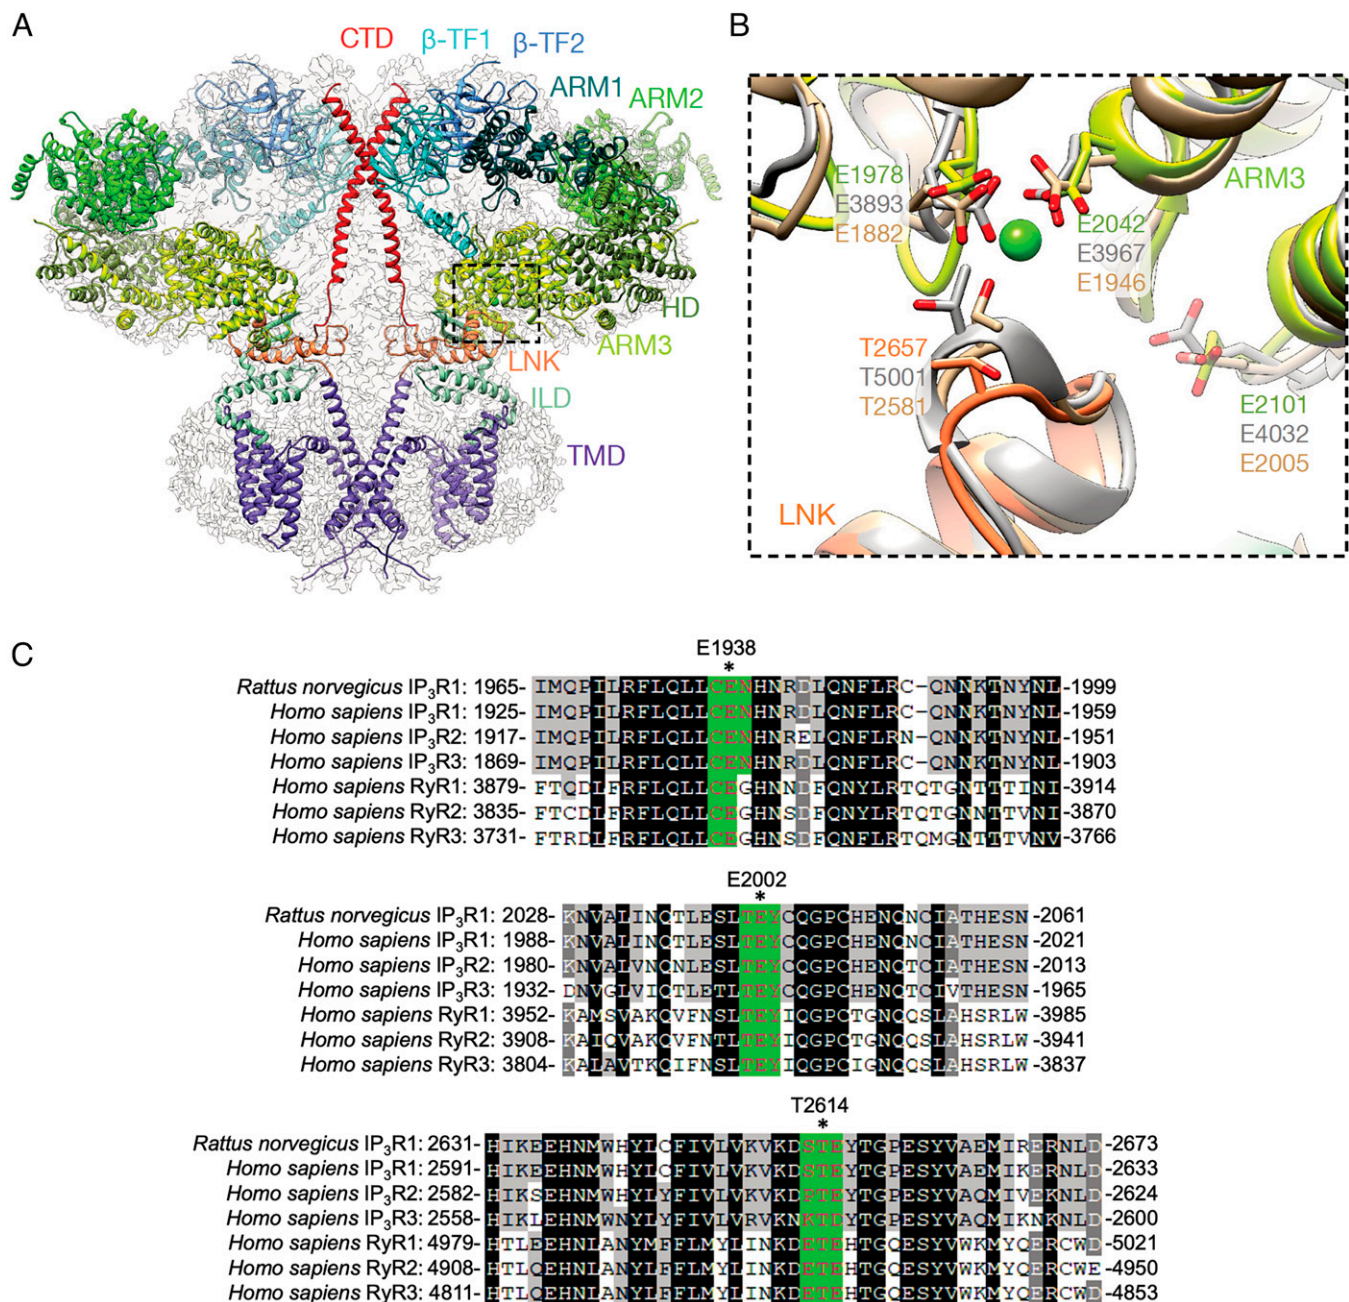 A
CTD β-TF1 β-TF2
ARM1
ARM2
HD
ARM3
LNK
ILD
TMD
B
E1978
E3893
E1882
ARM3
E2042
E3967
E1946
T2657
T5001
T2581
E2101
E4032
E2005
LNK
C
E1938
*
Rattus norvegicus IP3R1: 1965- IMQPILRFLQLLCENHNRDLQNFLRC-QNNKTNYNL -1999
Homo sapiens IP3R1: 1925- IMQPILRFLQLLCENHNRDLQNFLRC-QNNKTNYNL -1959
Homo sapiens IP3R2: 1917- IMQPILRFLQLLCENHNRELQNFLRN-QNNKTNYNL -1951
Homo sapiens IP3R3: 1869- IMQPILRFLQLLCENHNRDLQNFLRC-QNNKTNYNL -1903
Homo sapiens RyR1: 3879- FTQDLFRFLQLLCEGHNNDFQNYLRTQTGNTTTINI -3914
Homo sapiens RyR2: 3835- FTCDLFRFLQLLCEGHNSDFQNYLRTQTGNNTTVNI -3870
Homo sapiens RyR3: 3731- FTRDLFRFLQLLCEGHNSDFQNFLRTQMGNTTTVNV -3766
E2002
*
Rattus norvegicus IP3R1: 2028- KNVALINQTLESLTEYCQGPCHENQNCIATHESN -2061
Homo sapiens IP3R1: 1988- KNVALINQTLESLTEYCQGPCHENQNCIATHESN -2021
Homo sapiens IP3R2: 1980- KNVALVNQNLESLTEYCQGPCHENQTCIATHESN -2013
Homo sapiens IP3R3: 1932- DNVGLVIQTLETLTEYCQGPCHENQTCIVTHESN -1965
Homo sapiens RyR1: 3952- KAMSVAKQVFNSLTEYIQGPCTGNQQSLAHSRLW -3985
Homo sapiens RyR2: 3908- KAIQVAKQVFNTLTEYIQGPCTGNQQSLAHSRLW -3941
Homo sapiens RyR3: 3804- KALAVTKQIFNSLTEYIQGPCIGNQQSLAHSRLW -3837
T2614
*
Rattus norvegicus IP3R1: 2631- HIKEEHNMWHYLCFIVLVKVKDSTEYTGPESYVAEMIRERNLD -2673
Homo sapiens IP3R1: 2591- HIKEEHNMWHYLCFIVLVKVKDSTEYTGPESYVAEMIKERNLD -2633
Homo sapiens IP3R2: 2582- HIKSEHNMWHYLYFIVLVKVKDPTEYTGPESYVAQMIVEKNLD -2624
Homo sapiens IP3R3: 2558- HIKLEHNMWNYLYFIVLVRVKNKTDYTGPESYVAQMIKNKNLD -2600
Homo sapiens RyR1: 4979- HTLEEHNLANYMFFLMYLINKDETEHTGQESYVWKMYQERCWD -5021
Homo sapiens RyR2: 4908- HTLQEHNLANYLFFLMYLINKDETEHTGQESYVWKMYQERCWE -4950
Homo sapiens RyR3: 4811- HTLQEHNLANYLFFLMYLINKDETEHTGQESYVWKMYQERCWD -4853